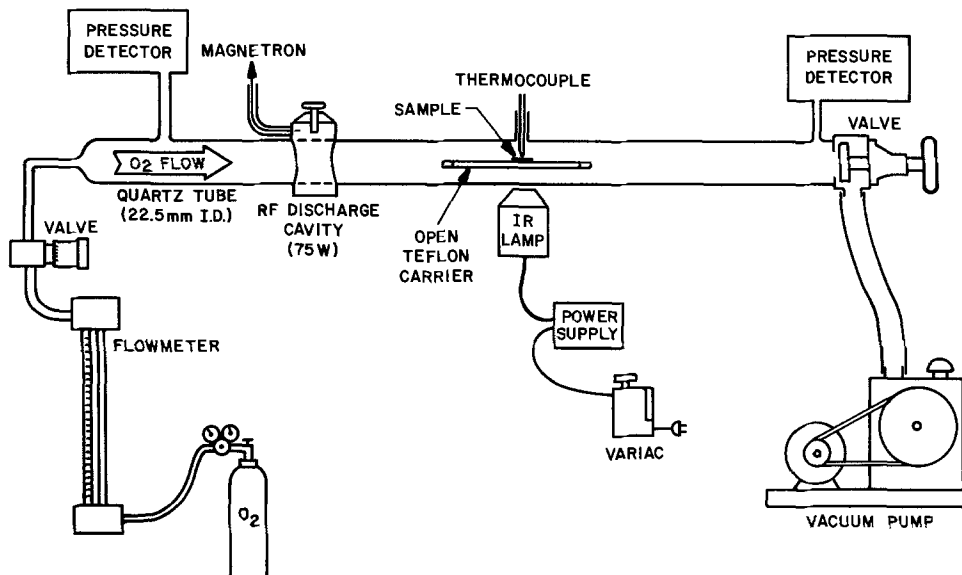 PRESSURE
DETECTOR
MAGNETRON
THERMOCOUPLE
SAMPLE
PRESSURE
DETECTOR
VALVE
O₂ FLOW
QUARTZ TUBE
(22.5mm I.D.)
RF DISCHARGE
CAVITY
(75W)
VALVE
OPEN
TEFLON
CARRIER
IR
LAMP
POWER
SUPPLY
FLOWMETER
VARIAC
O₂
VACUUM PUMP